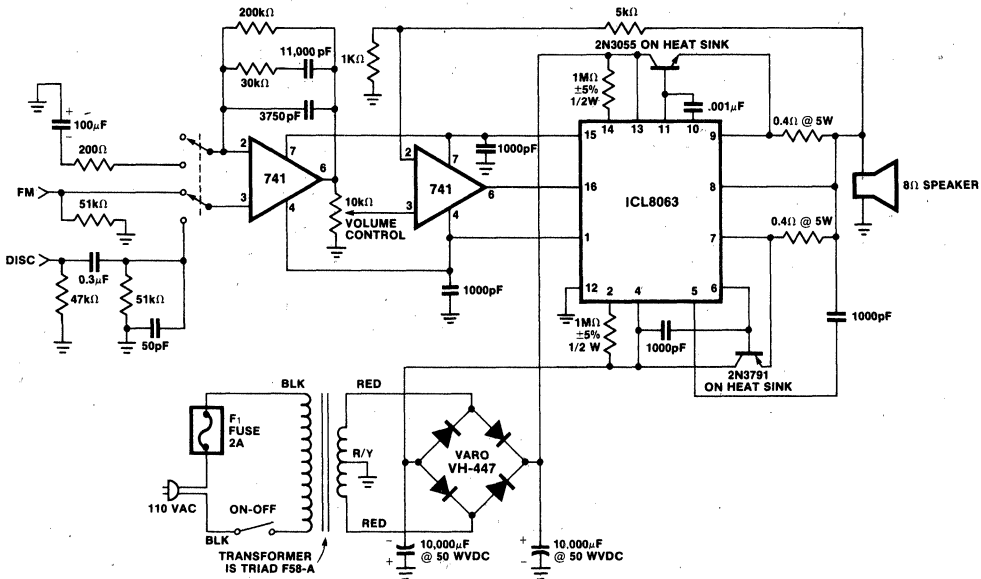 200kΩ
5kΩ
11,000 pF
30kΩ
1KΩ
2N3055 ON HEAT SINK
3750 pF
1MΩ
±5%
1/2W
.001µF
+
100µF
-
200Ω
14
13
11
10
0.4Ω @ 5W
2
7
6
741
3
4
1000pF
15
9
2
7
741
6
3
4
16
ICL8063
8
8Ω SPEAKER
FM
51kΩ
10kΩ
VOLUME
CONTROL
1
7
0.4Ω @ 5W
DISC
0.3µF
47kΩ
51kΩ
50pF
1000pF
12
2
4
5
6
1MΩ
±5%
1/2 W
1000pF
1000pF
2N3791
ON HEAT SINK
BLK
RED
F1
FUSE
2A
R/Y
VARO
VH-447
110 VAC
ON-OFF
BLK
RED
TRANSFORMER
IS TRIAD F58-A
-
+
10,000µF
@ 50 WVDC
+
-
10,000µF
@ 50 WVDC